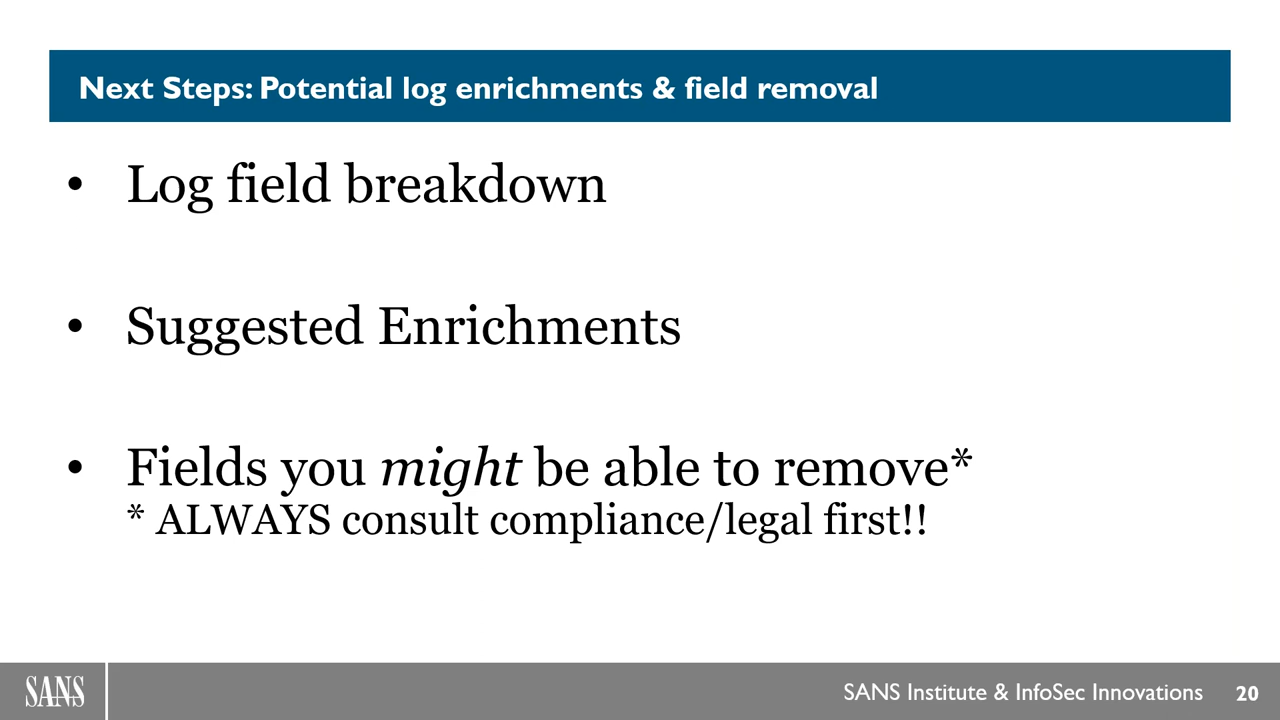 Next Steps: Potential log enrichments & field removal
• Log field breakdown
• Suggested Enrichments
• Fields you might be able to remove*
* ALWAYS consult compliance/legal first!!
SANS
SANS Institute & InfoSec Innovations 20